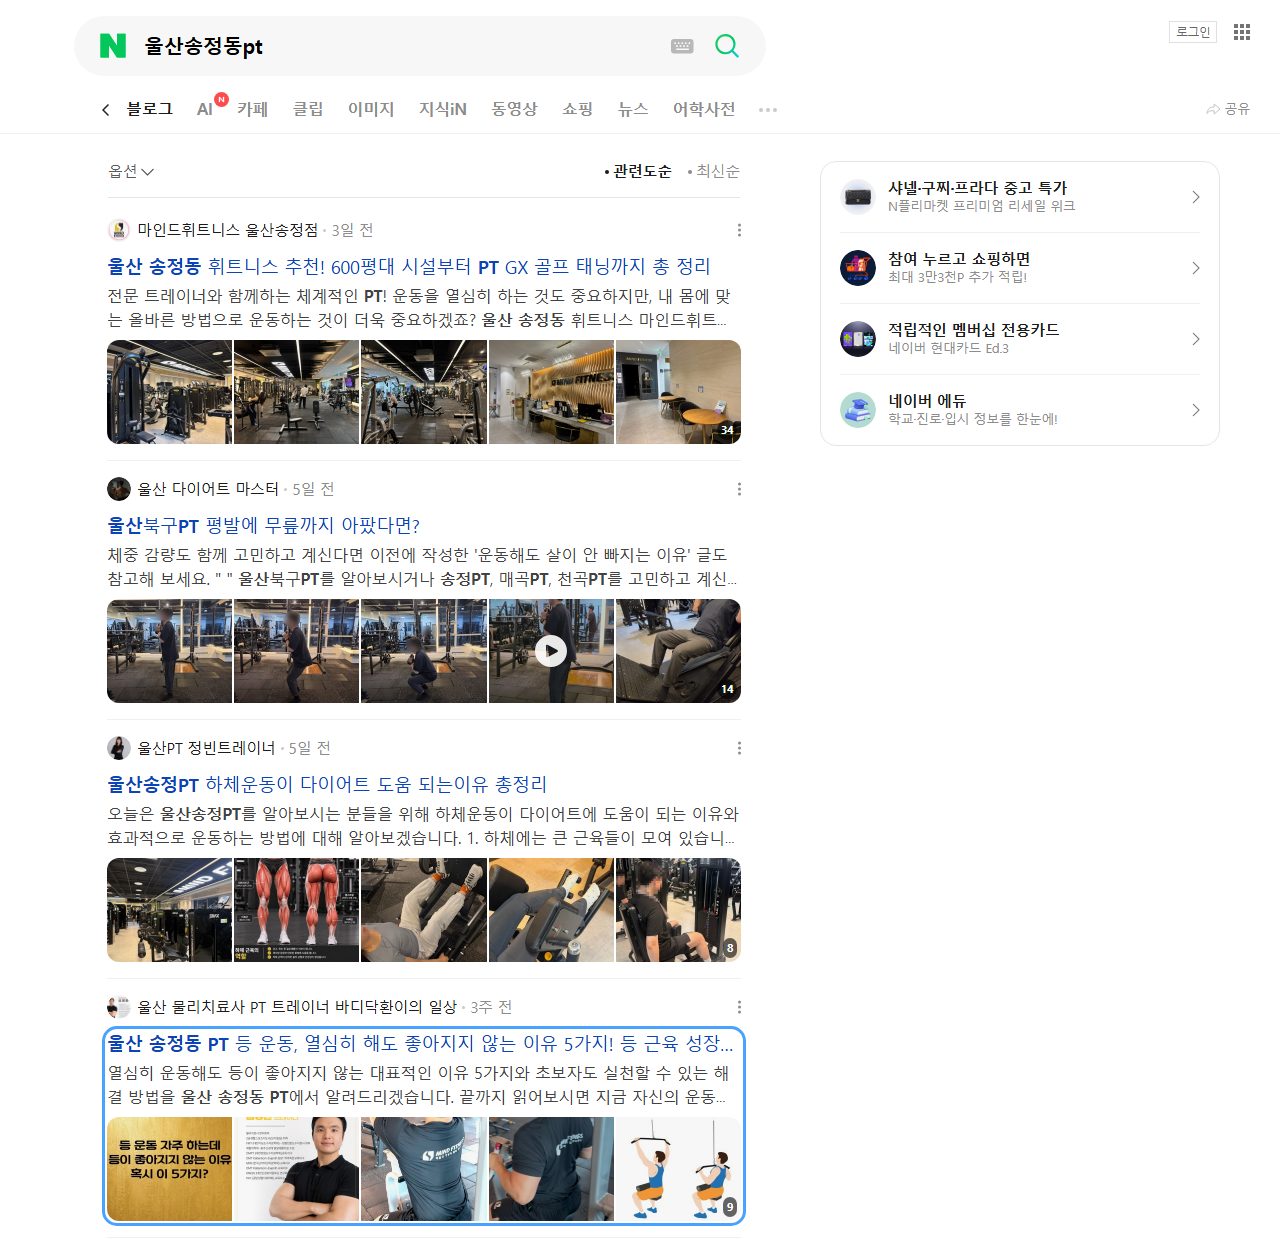 N 울산송정동pt
로그인
블로그 AI N 카페 클립 이미지 지식iN 동영상 쇼핑 뉴스 어학사전
공유
옵션
관련도순 최신순
마인드휘트니스 울산송정점 · 3일 전
울산 송정동 휘트니스 추천! 600평대 시설부터 PT GX 골프 태닝까지 총 정리
전문 트레이너와 함께하는 체계적인 PT! 운동을 열심히 하는 것도 중요하지만, 내 몸에 맞
는 올바른 방법으로 운동하는 것이 더욱 중요하겠죠? 울산 송정동 휘트니스 마인드휘트...
MIND FITNESS
34
울산 다이어트 마스터 · 5일 전
울산북구PT 평발에 무릎까지 아팠다면?
체중 감량도 함께 고민하고 계신다면 이전에 작성한 '운동해도 살이 안 빠지는 이유' 글도
참고해 보세요. " " 울산북구PT를 알아보시거나 송정PT, 매곡PT, 천곡PT를 고민하고 계신...
14
울산PT 정빈트레이너 · 5일 전
울산송정PT 하체운동이 다이어트 도움 되는이유 총정리
오늘은 울산송정PT를 알아보시는 분들을 위해 하체운동이 다이어트에 도움이 되는 이유와
효과적으로 운동하는 방법에 대해 알아보겠습니다. 1. 하체에는 큰 근육들이 모여 있습니...
MIND F
하체 근육의
역할
8
울산 물리치료사 PT 트레이너 바디닥환이의 일상 · 3주 전
울산 송정동 PT 등 운동, 열심히 해도 좋아지지 않는 이유 5가지! 등 근육 성장...
열심히 운동해도 등이 좋아지지 않는 대표적인 이유 5가지와 초보자도 실천할 수 있는 해
결 방법을 울산 송정동 PT에서 알려드리겠습니다. 끝까지 읽어보시면 지금 자신의 운동...
등 운동 자주 하는데
등이 좋아지지 않는 이유
혹시 이 5가지?
MIND FITNESS
9
샤넬·구찌·프라다 중고 특가
N플리마켓 프리미엄 리세일 위크
참여 누르고 쇼핑하면
최대 3만3천P 추가 적립!
적립적인 멤버십 전용카드
네이버 현대카드 Ed.3
네이버 에듀
학교·진로·입시 정보를 한눈에!